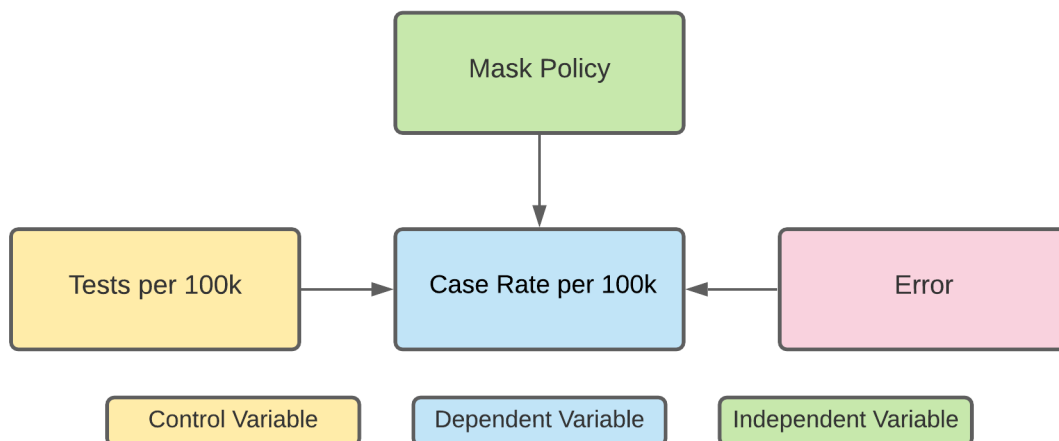 Mask Policy
Tests per 100k
Case Rate per 100k
Error
Control Variable
Dependent Variable
Independent Variable